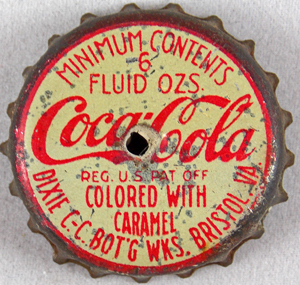 MINIMUM CONTENTS
6
FLUID OZS.
Coca-Cola
REG. U.S. PAT OFF
COLORED WITH
CARAMEL
DIXIE C-C. BOT'G WKS. BRISTOL, VA.